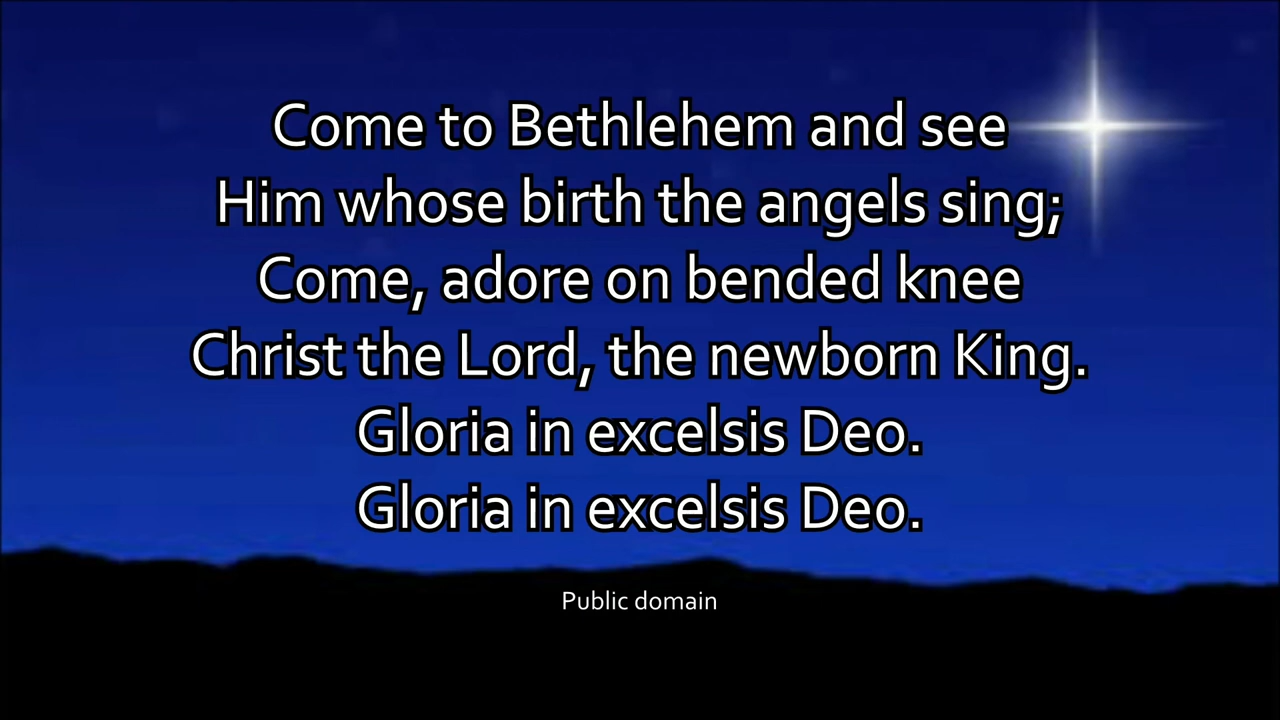 Come to Bethlehem and see
Him whose birth the angels sing;
Come, adore on bended knee
Christ the Lord, the newborn King.
Gloria in excelsis Deo.
Gloria in excelsis Deo.
Public domain